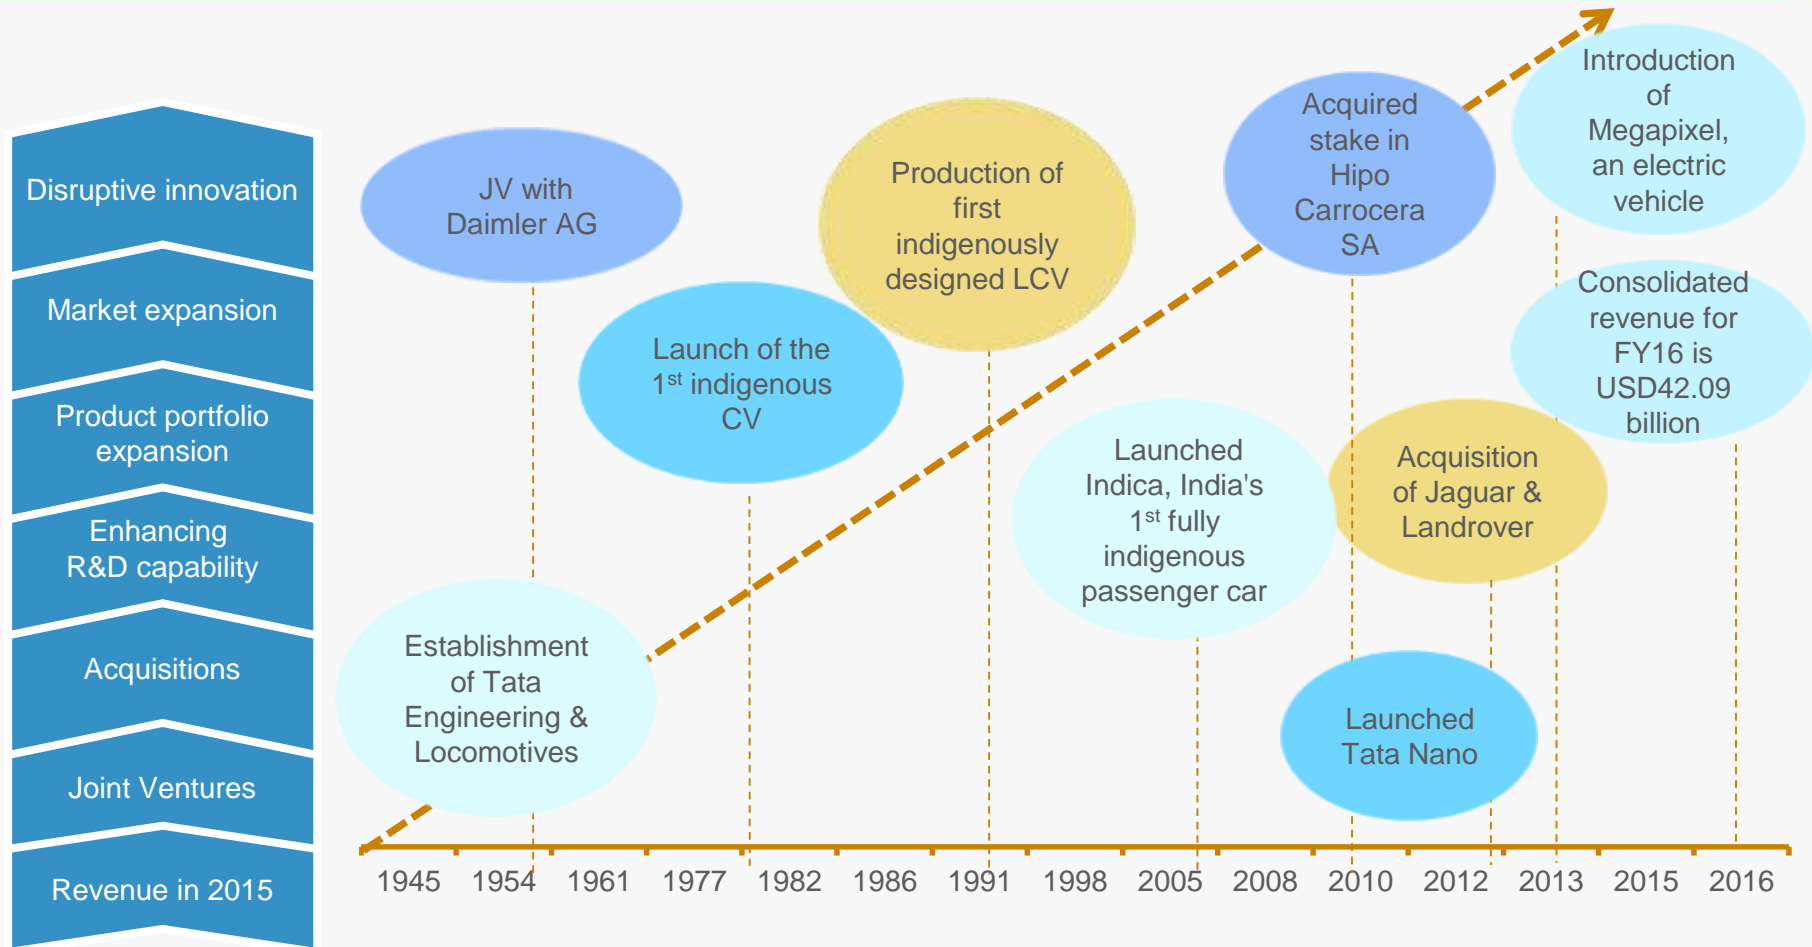 Disruptive innovation
Market expansion
Product portfolio
expansion
Enhancing
R&D capability
Acquisitions
Joint Ventures
Revenue in 2015
JV with
Daimler AG
Launch of the
1st indigenous
CV
Production of
first
indigenously
designed LCV
Establishment
of Tata
Engineering &
Locomotives
Launched
Indica, India's
1st fully
indigenous
passenger car
Acquired
stake in
Hipo
Carrocera
SA
Acquisition
of Jaguar &
Landrover
Launched
Tata Nano
Introduction
of
Megapixel,
an electric
vehicle
Consolidated
revenue for
FY16 is
USD42.09
billion
1945 1954 1961 1977 1982 1986 1991 1998 2005 2008 2010 2012 2013 2015 2016